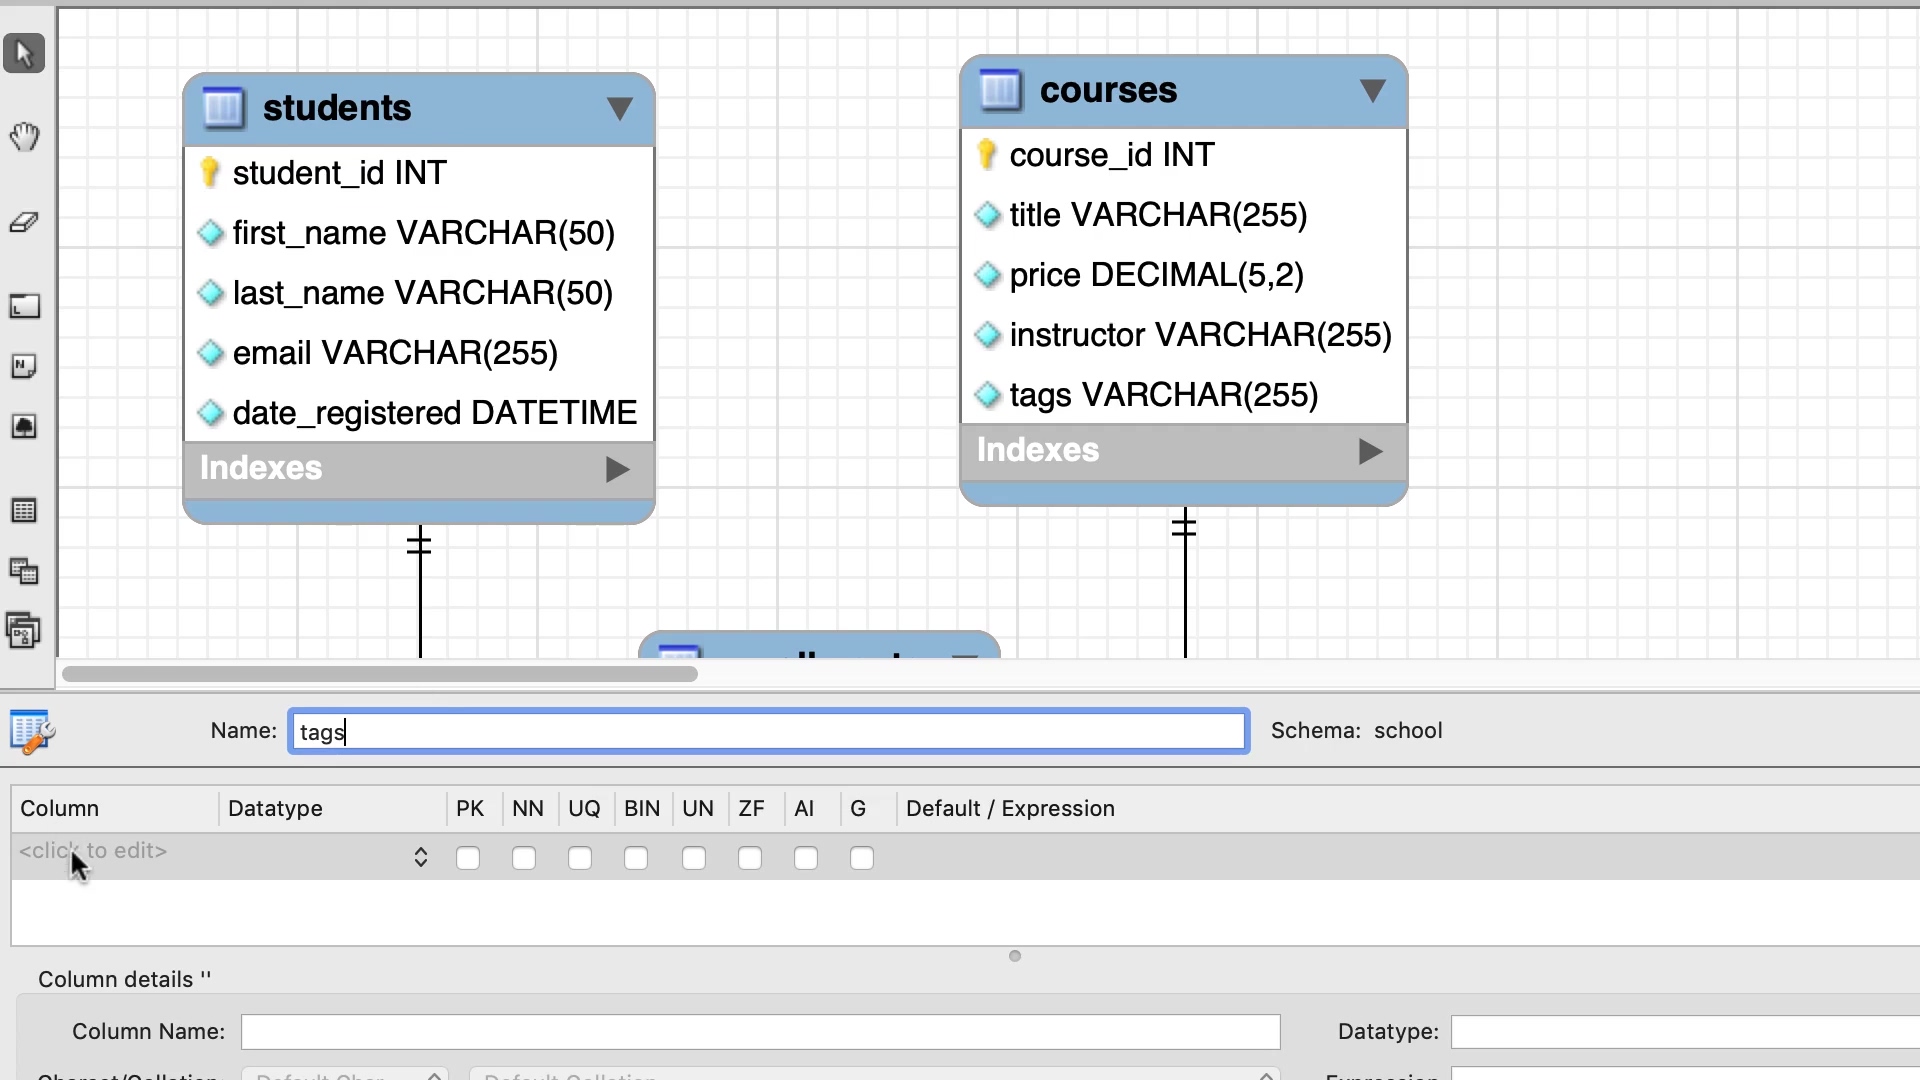 students
student_id INT
first_name VARCHAR(50)
last_name VARCHAR(50)
email VARCHAR(255)
date_registered DATETIME
Indexes
courses
course_id INT
title VARCHAR(255)
price DECIMAL(5,2)
instructor VARCHAR(255)
tags VARCHAR(255)
Indexes
Name: tags Schema: school
Column Datatype PK NN UQ BIN UN ZF AI G Default / Expression
<click to edit>
Column details ''
Column Name: Datatype: